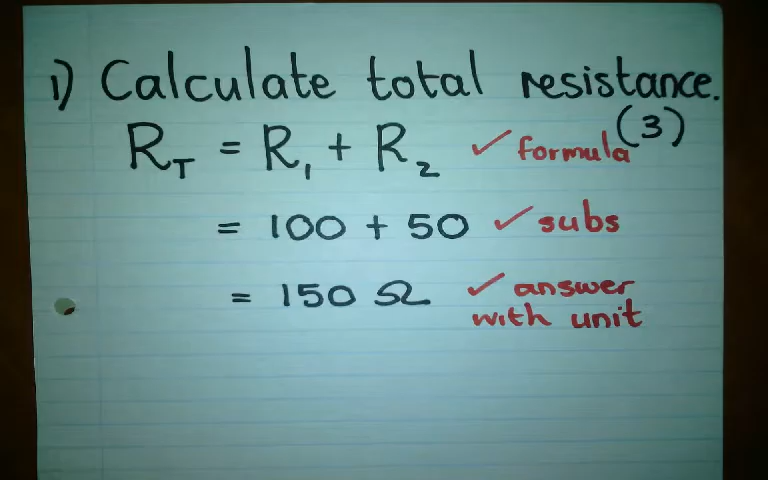 1) Calculate total resistance.
(3)
R_T = R_1 + R_2 ✓ formula
= 100 + 50 ✓ subs
= 150 Ω ✓ answer
with unit